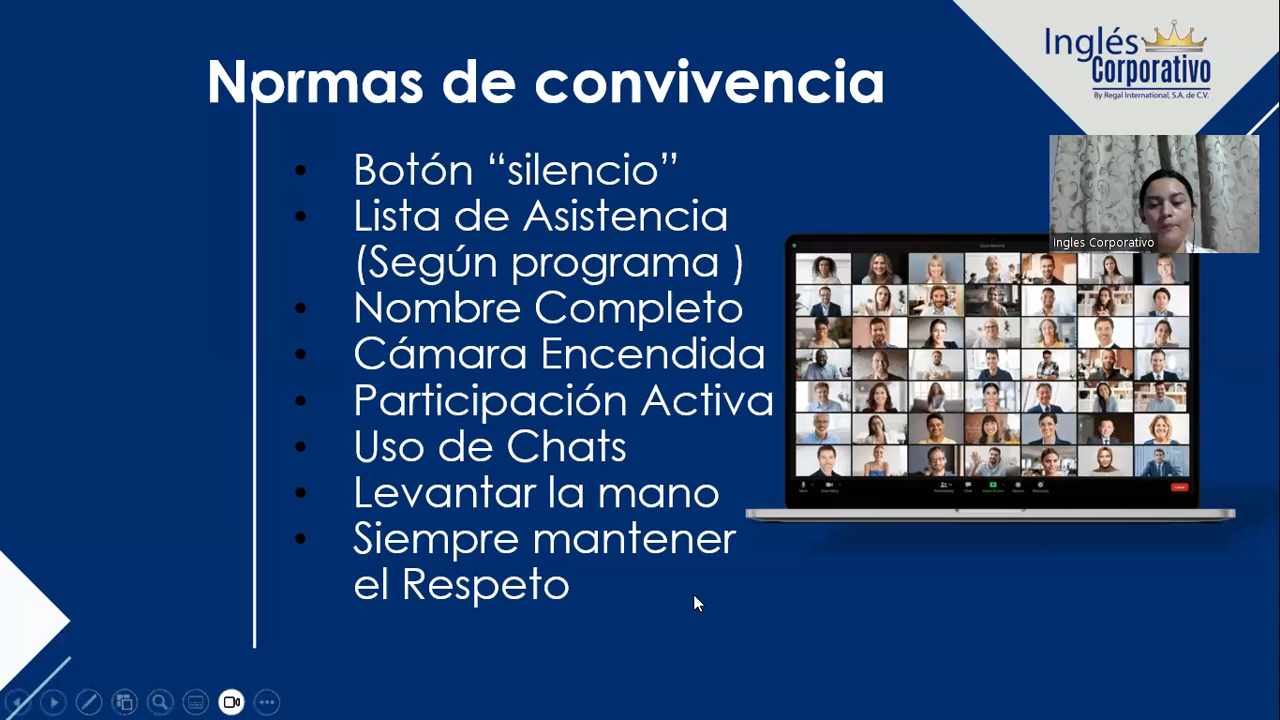 Normas de convivencia
Inglés
Corporativo
By Regal International, S.A. de C.V.
Botón “silencio”
Lista de Asistencia
(Según programa )
Nombre Completo
Cámara Encendida
Participación Activa
Uso de Chats
Levantar la mano
Siempre mantener
el Respeto
Ingles Corporativo